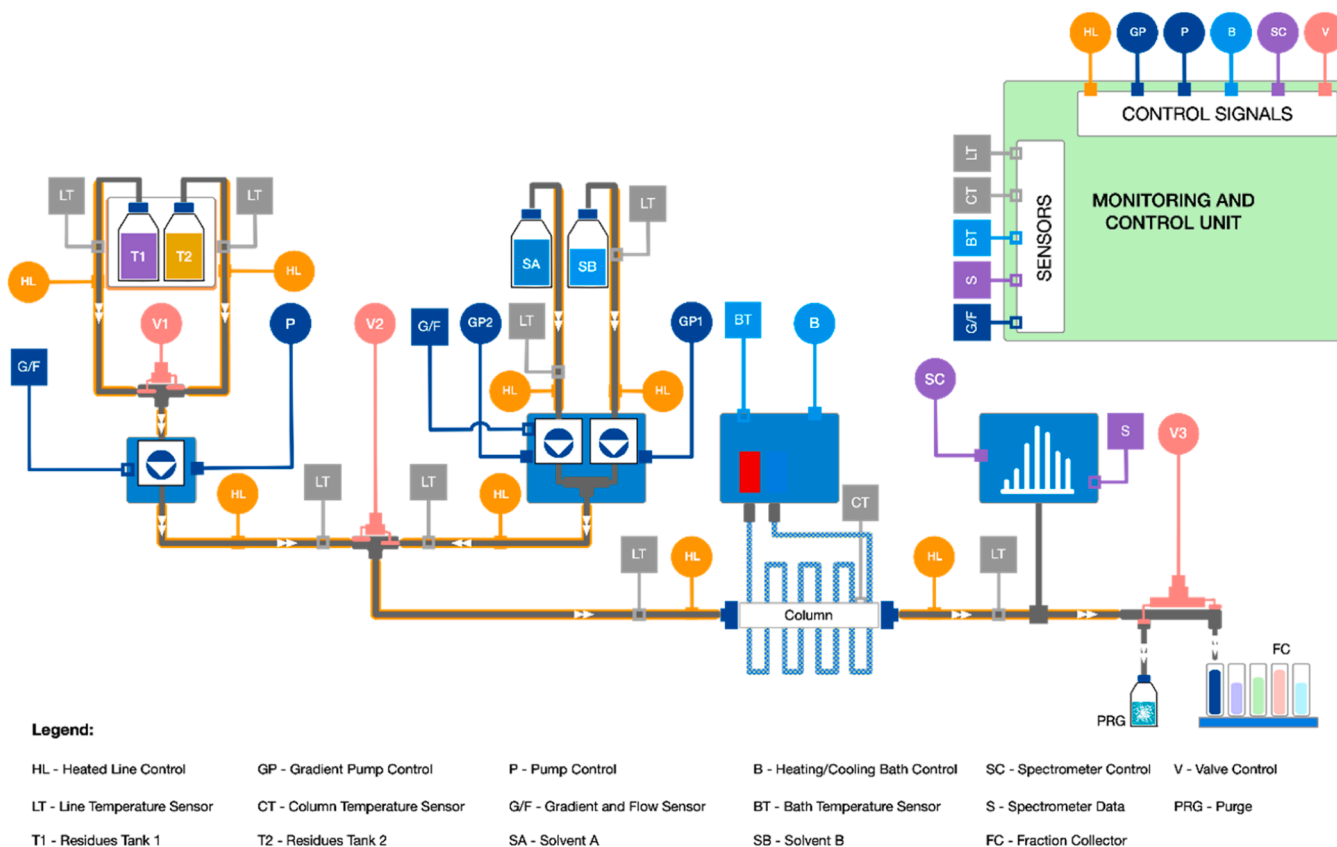 HL GP P B SC V
CONTROL SIGNALS
LT
CT
BT
S
G/F
SENSORS
MONITORING AND
CONTROL UNIT
LT
LT
T1
T2
HL
HL
V1
P
G/F
HL
LT
V2
LT
HL
SA
SB
LT
LT
G/F
GP2
GP1
HL
HL
BT
B
CT
LT
HL
Column
HL
LT
SC
S
V3
PRG
FC
Legend:
HL - Heated Line Control GP - Gradient Pump Control P - Pump Control B - Heating/Cooling Bath Control SC - Spectrometer Control V - Valve Control
LT - Line Temperature Sensor CT - Column Temperature Sensor G/F - Gradient and Flow Sensor BT - Bath Temperature Sensor S - Spectrometer Data PRG - Purge
T1 - Residues Tank 1 T2 - Residues Tank 2 SA - Solvent A SB - Solvent B FC - Fraction Collector